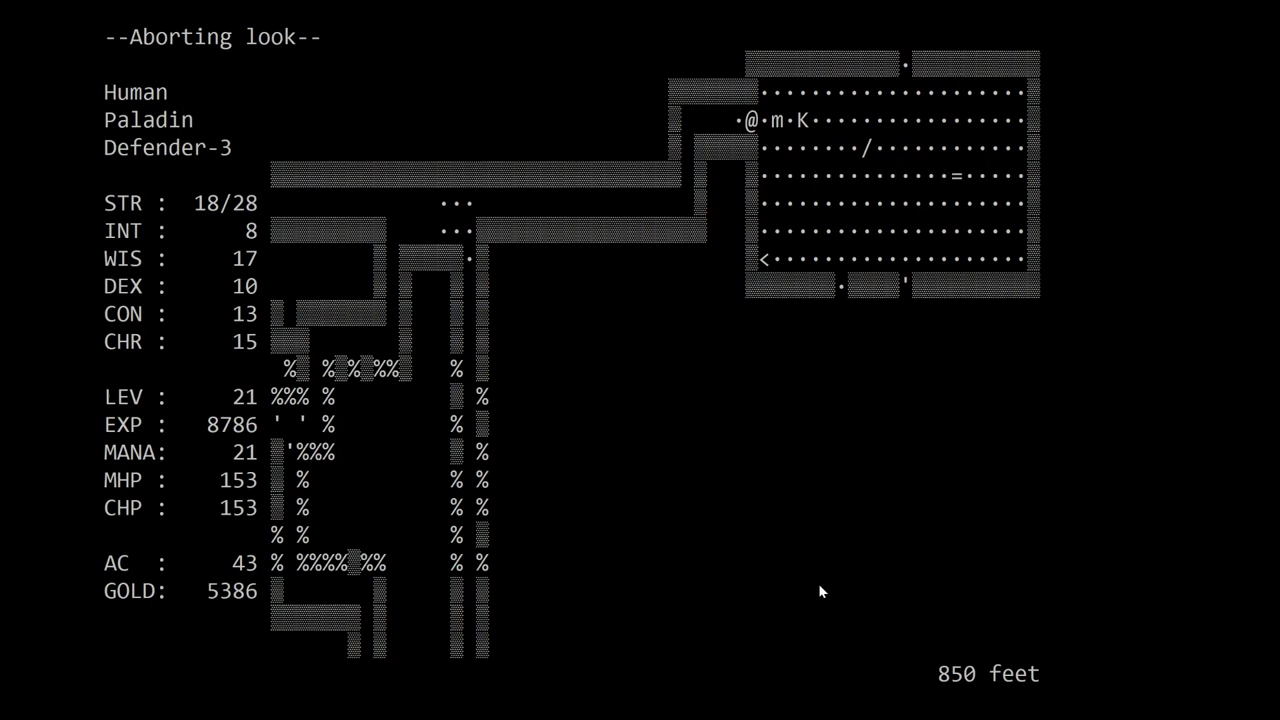 --Aborting look--
Human
Paladin
Defender-3
STR : 18/28
INT : 8
WIS : 17
DEX : 10
CON : 13
CHR : 15
LEV : 21
EXP : 8786
MANA: 21
MHP : 153
CHP : 153
AC : 43
GOLD: 5386
850 feet